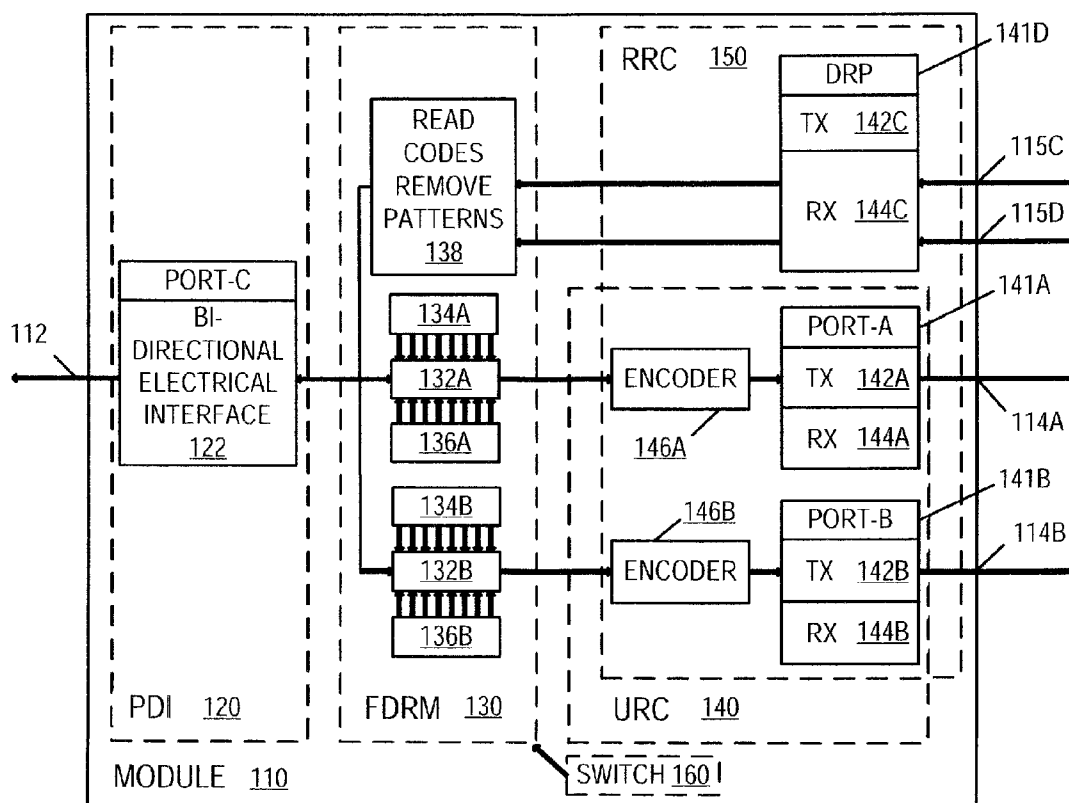 RRC 150
141D
DRP
TX 142C
RX 144C
115C
115D
READ
CODES
REMOVE
PATTERNS
138
PORT-C
BI-
DIRECTIONAL
ELECTRICAL
INTERFACE
122
112
134A
132A
136A
134B
132B
136B
ENCODER
146A
146B
ENCODER
141A
PORT-A
TX 142A
RX 144A
114A
141B
PORT-B
TX 142B
RX 144B
114B
PDI 120
FDRM 130
URC 140
SWITCH 160
MODULE 110